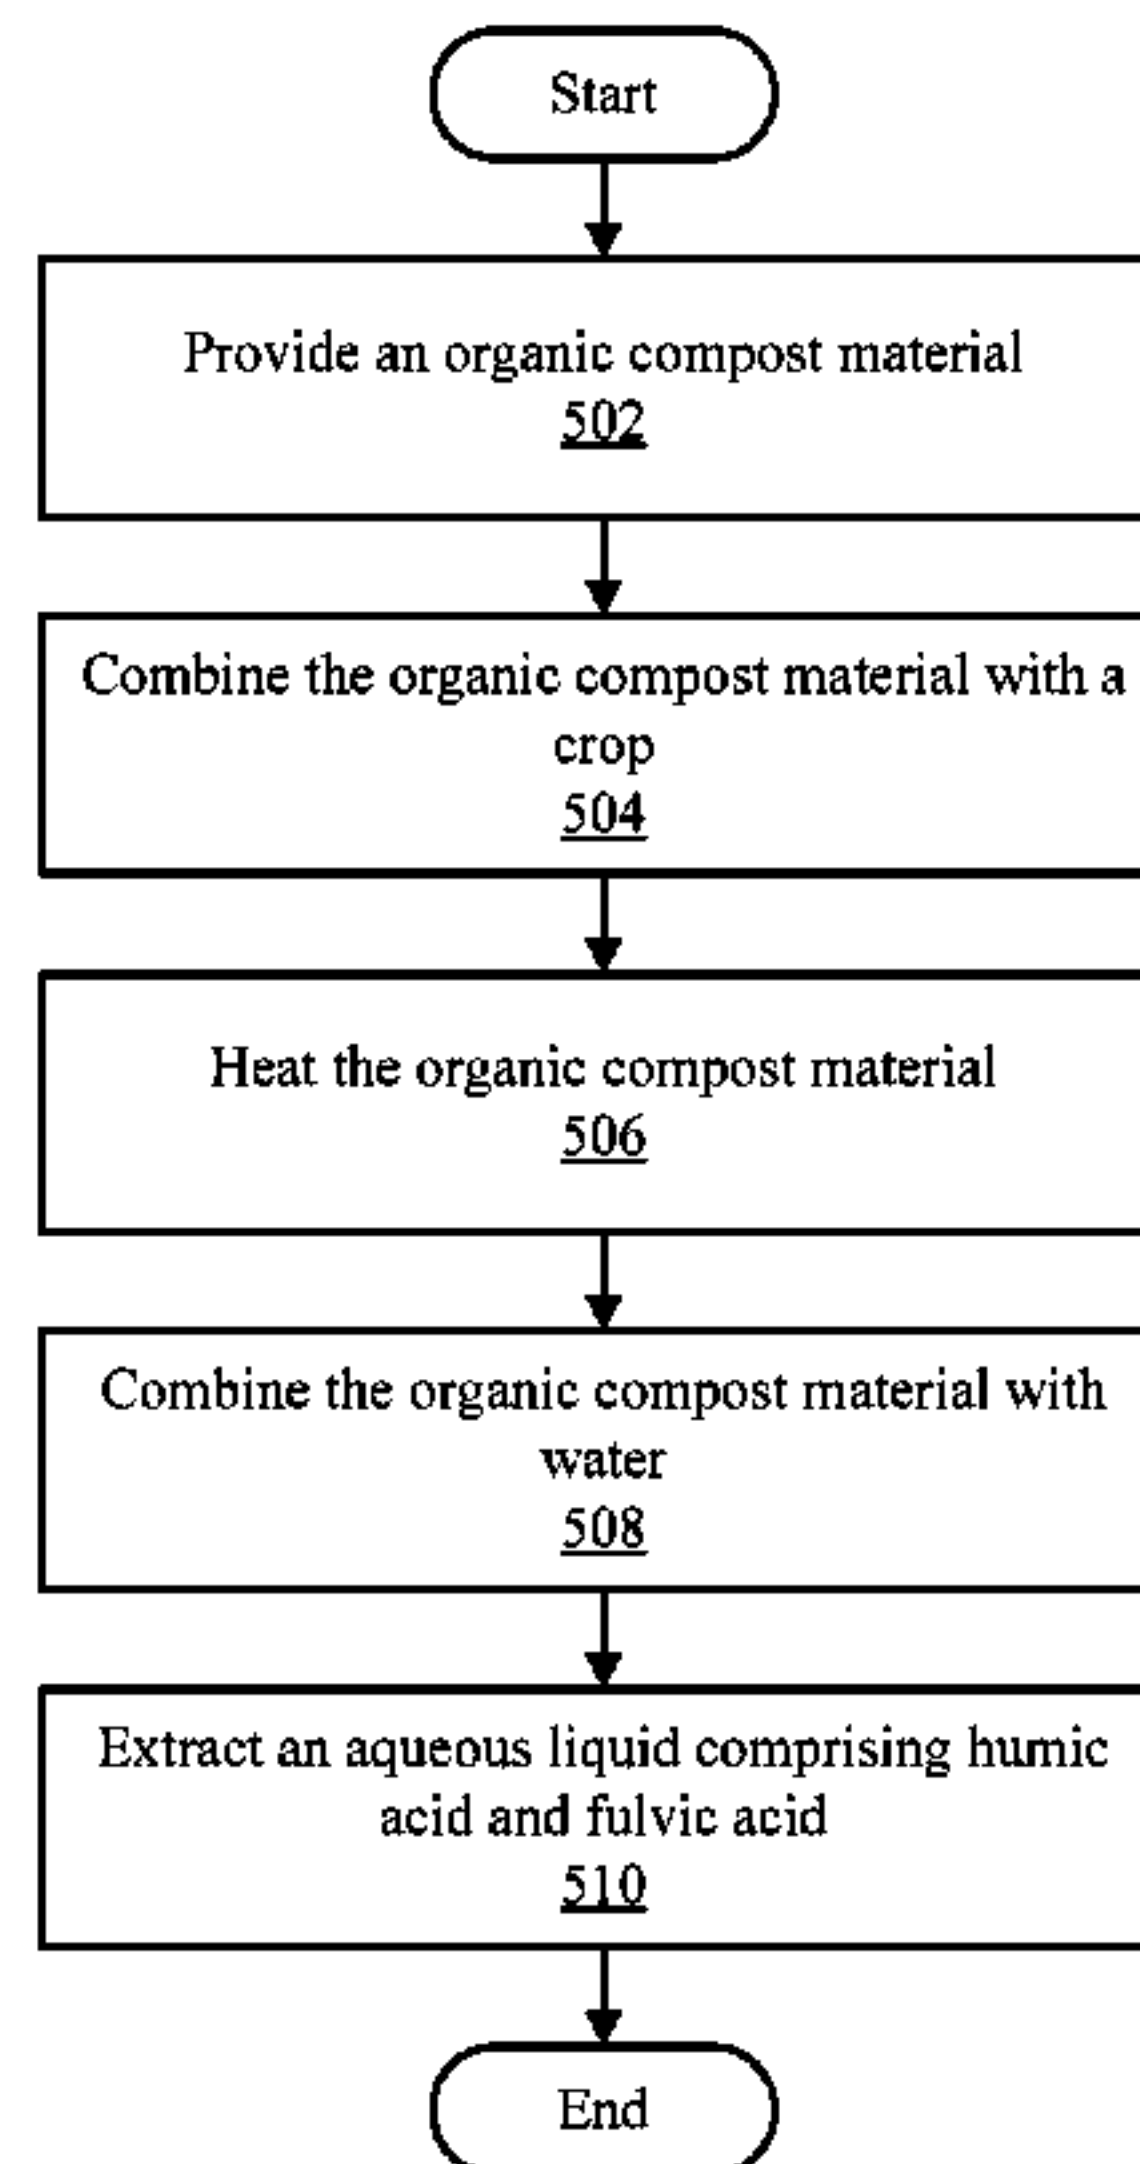 Start
Provide an organic compost material
502
Combine the organic compost material with a
crop
504
Heat the organic compost material
506
Combine the organic compost material with
water
508
Extract an aqueous liquid comprising humic
acid and fulvic acid
510
End